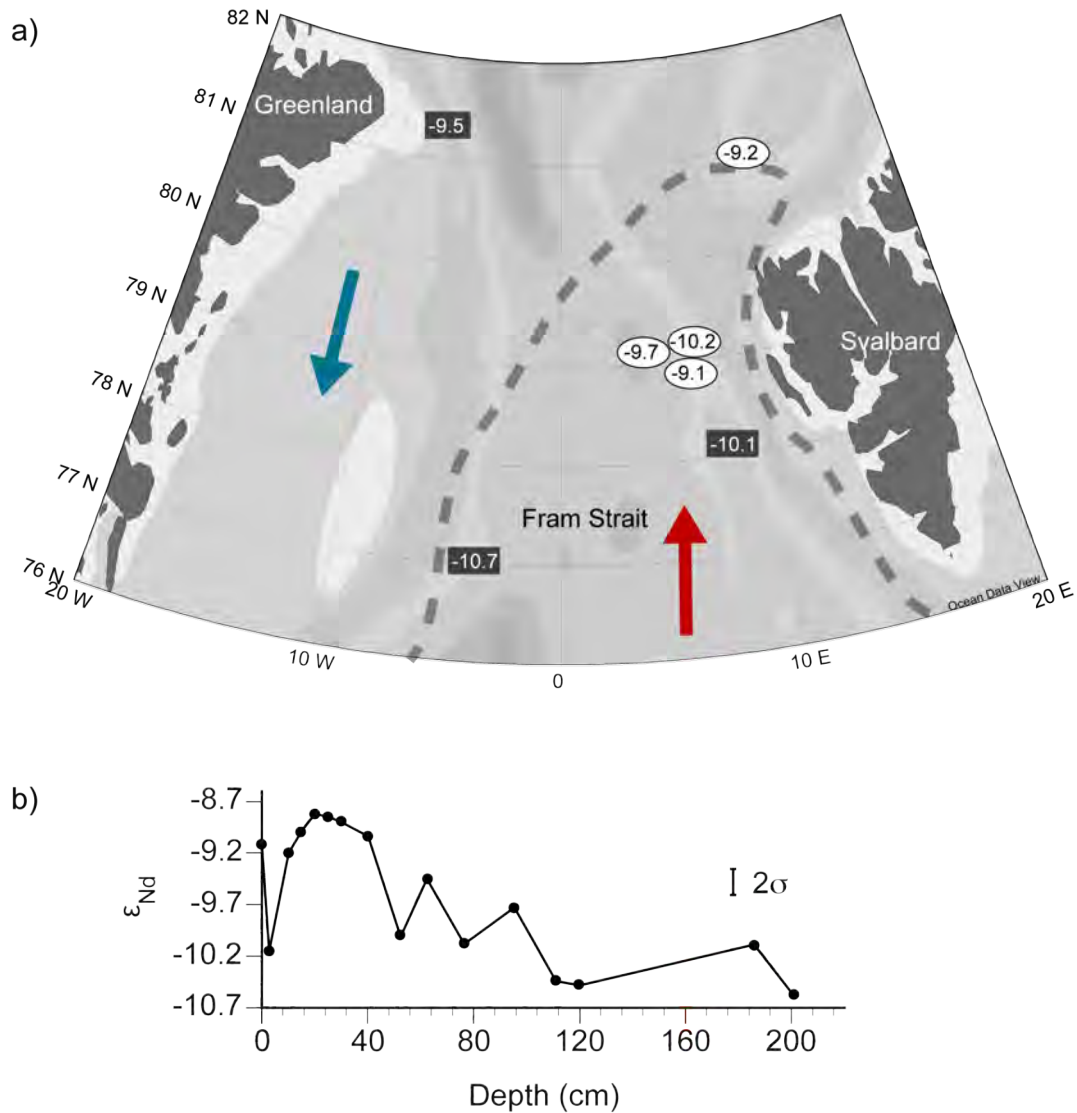 a)
82 N
81 N
Greenland
-9.5
-9.2
80 N
79 N
-9.7
-10.2
-9.1
Svalbard
78 N
-10.1
77 N
Fram Strait
-10.7
76 N
20 W
Ocean Data View
20 E
10 W
10 E
0
b)
-8.7
-9.2
-9.7
-10.2
-10.7
εNd
2σ
0
40
80
120
160
200
Depth (cm)